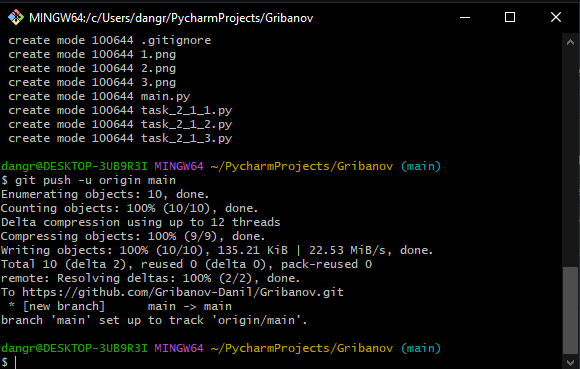 MINGW64:/c/Users/dangr/PycharmProjects/Gribanov
create mode 100644 .gitignore
create mode 100644 1.png
create mode 100644 2.png
create mode 100644 3.png
create mode 100644 main.py
create mode 100644 task_2_1_1.py
create mode 100644 task_2_1_2.py
create mode 100644 task_2_1_3.py
dangr@DESKTOP-3UB9R3I MINGW64 ~/PycharmProjects/Gribanov (main)
$ git push -u origin main
Enumerating objects: 10, done.
Counting objects: 100% (10/10), done.
Delta compression using up to 12 threads
Compressing objects: 100% (9/9), done.
Writing objects: 100% (10/10), 135.21 KiB | 22.53 MiB/s, done.
Total 10 (delta 2), reused 0 (delta 0), pack-reused 0
remote: Resolving deltas: 100% (2/2), done.
To https://github.com/Gribanov-Danil/Gribanov.git
 * [new branch]      main -> main
branch 'main' set up to track 'origin/main'.
dangr@DESKTOP-3UB9R3I MINGW64 ~/PycharmProjects/Gribanov (main)
$